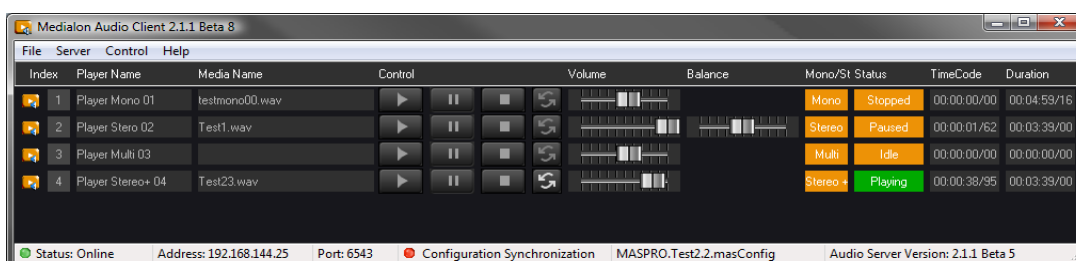 Medialon Audio Client 2.1.1 Beta 8
File Server Control Help
Index Player Name Media Name Control Volume Balance Mono/St Status TimeCode Duration
1 Player Mono 01 testmono00.wav Mono Stopped 00:00:00/00 00:04:59/16
2 Player Stero 02 Test1.wav Stereo Paused 00:00:01/62 00:03:39/00
3 Player Multi 03 Multi Idle 00:00:00/00 00:00:00/00
4 Player Stereo+ 04 Test23.wav Stereo + Playing 00:00:38/95 00:03:39/00
Status: Online Address: 192.168.144.25 Port: 6543 Configuration Synchronization MASPRO.Test2.2.masConfig Audio Server Version: 2.1.1 Beta 5